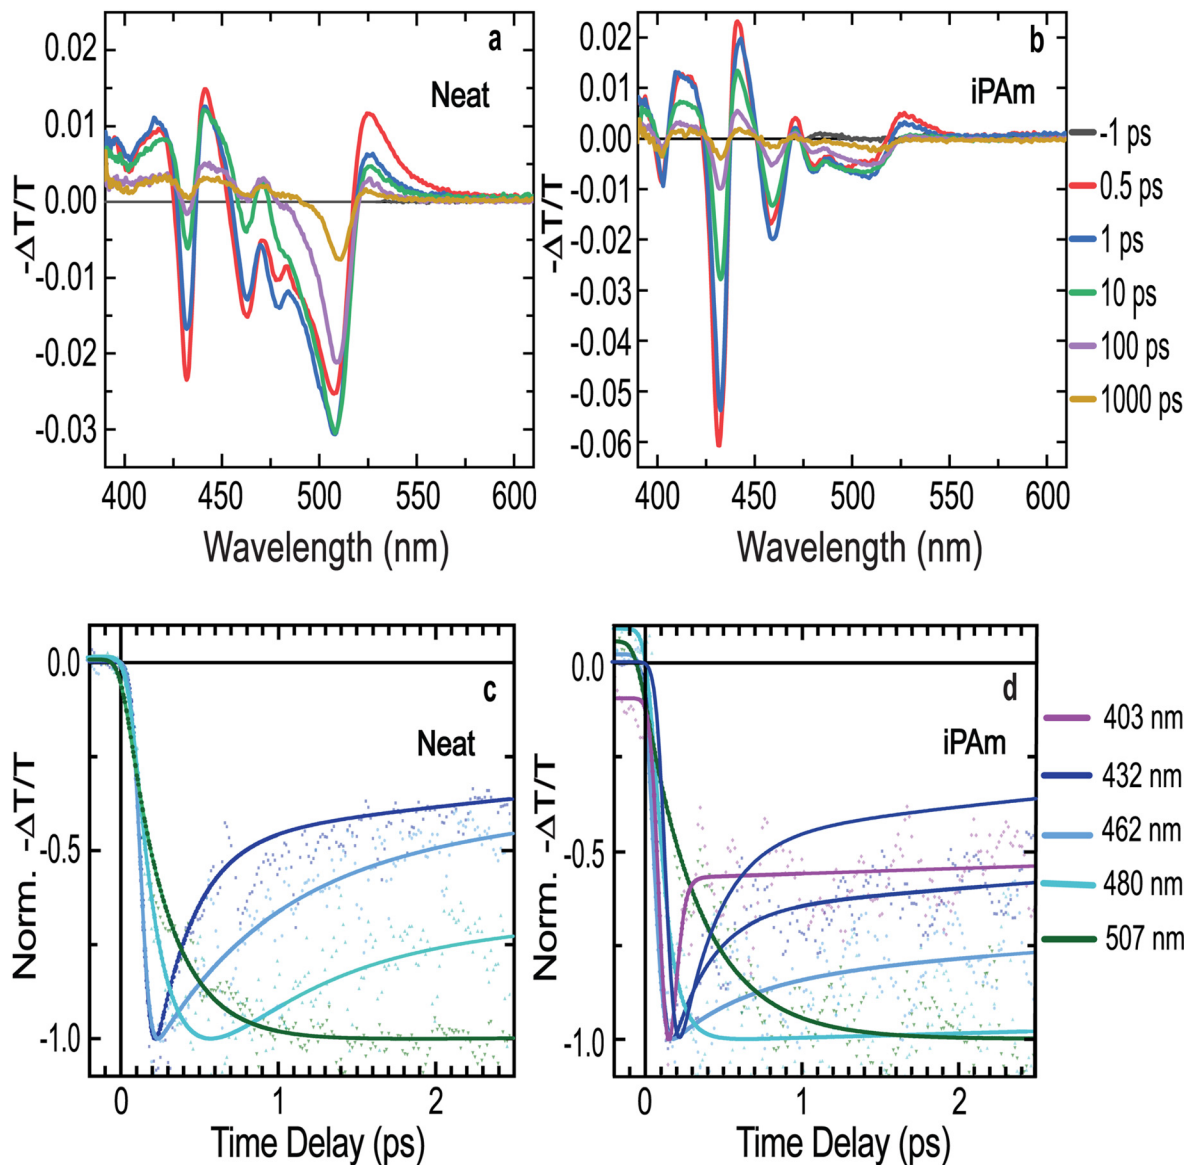 a
Neat
0.02
0.01
0.00
-0.01
-0.02
-0.03
-ΔT/T
400 450 500 550 600
Wavelength (nm)
b
iPAm
0.02
0.01
0.00
-0.01
-0.02
-0.03
-0.04
-0.05
-0.06
-ΔT/T
400 450 500 550 600
Wavelength (nm)
-1 ps
0.5 ps
1 ps
10 ps
100 ps
1000 ps
c
Neat
0.0
-0.5
-1.0
Norm. -ΔT/T
0 1 2
Time Delay (ps)
d
iPAm
0.0
-0.5
-1.0
Norm. -ΔT/T
0 1 2
Time Delay (ps)
403 nm
432 nm
462 nm
480 nm
507 nm